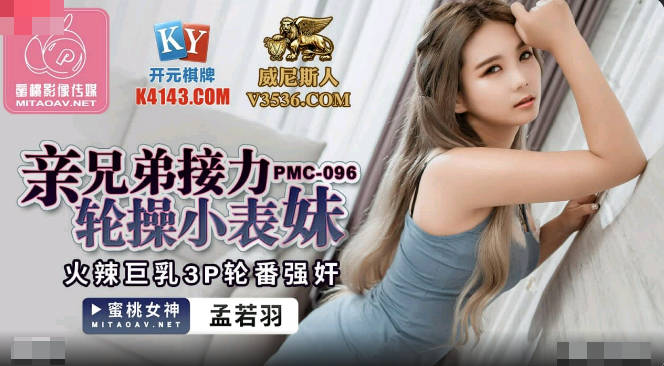 蜜桃影像传媒
MITAOAV.NET
KY
开元棋牌
K4143.COM
威尼斯人
V3536.COM
亲兄弟接力
PMC-096
轮操小表妹
火辣巨乳3P轮番强奸
蜜桃女神
MITAOAV.NET
孟若羽